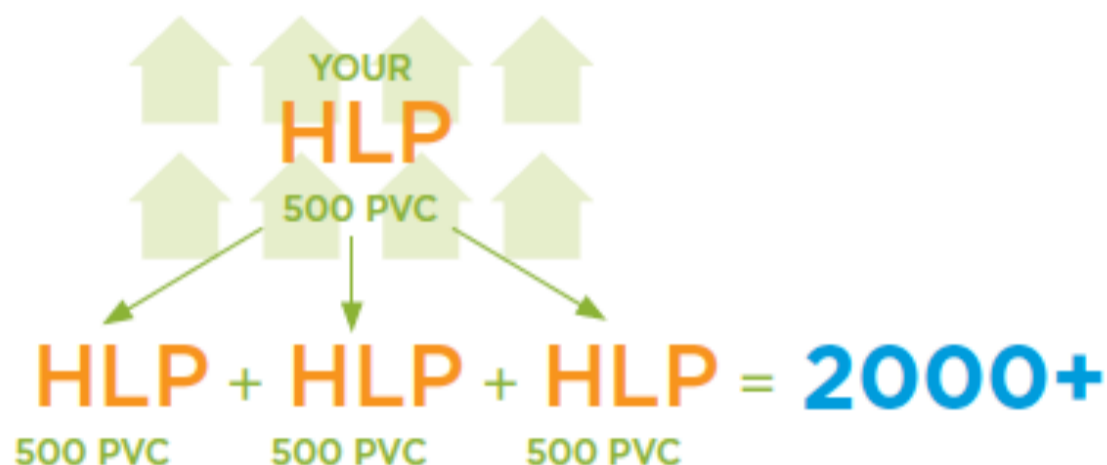 YOUR
HLP
500 PVC
HLP + HLP + HLP = 2000+
500 PVC 500 PVC 500 PVC